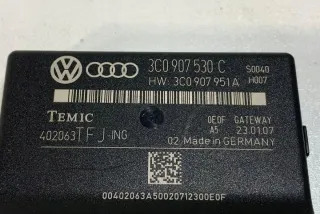 3C0 907 530 C
S0040
H007
HW: 3C0 907 951A
TEMIC
402063TFJ-ING
0E0F GATEWAY
A5 23.01.07
02 Made in GERMANY
00402063A50020712300E0F